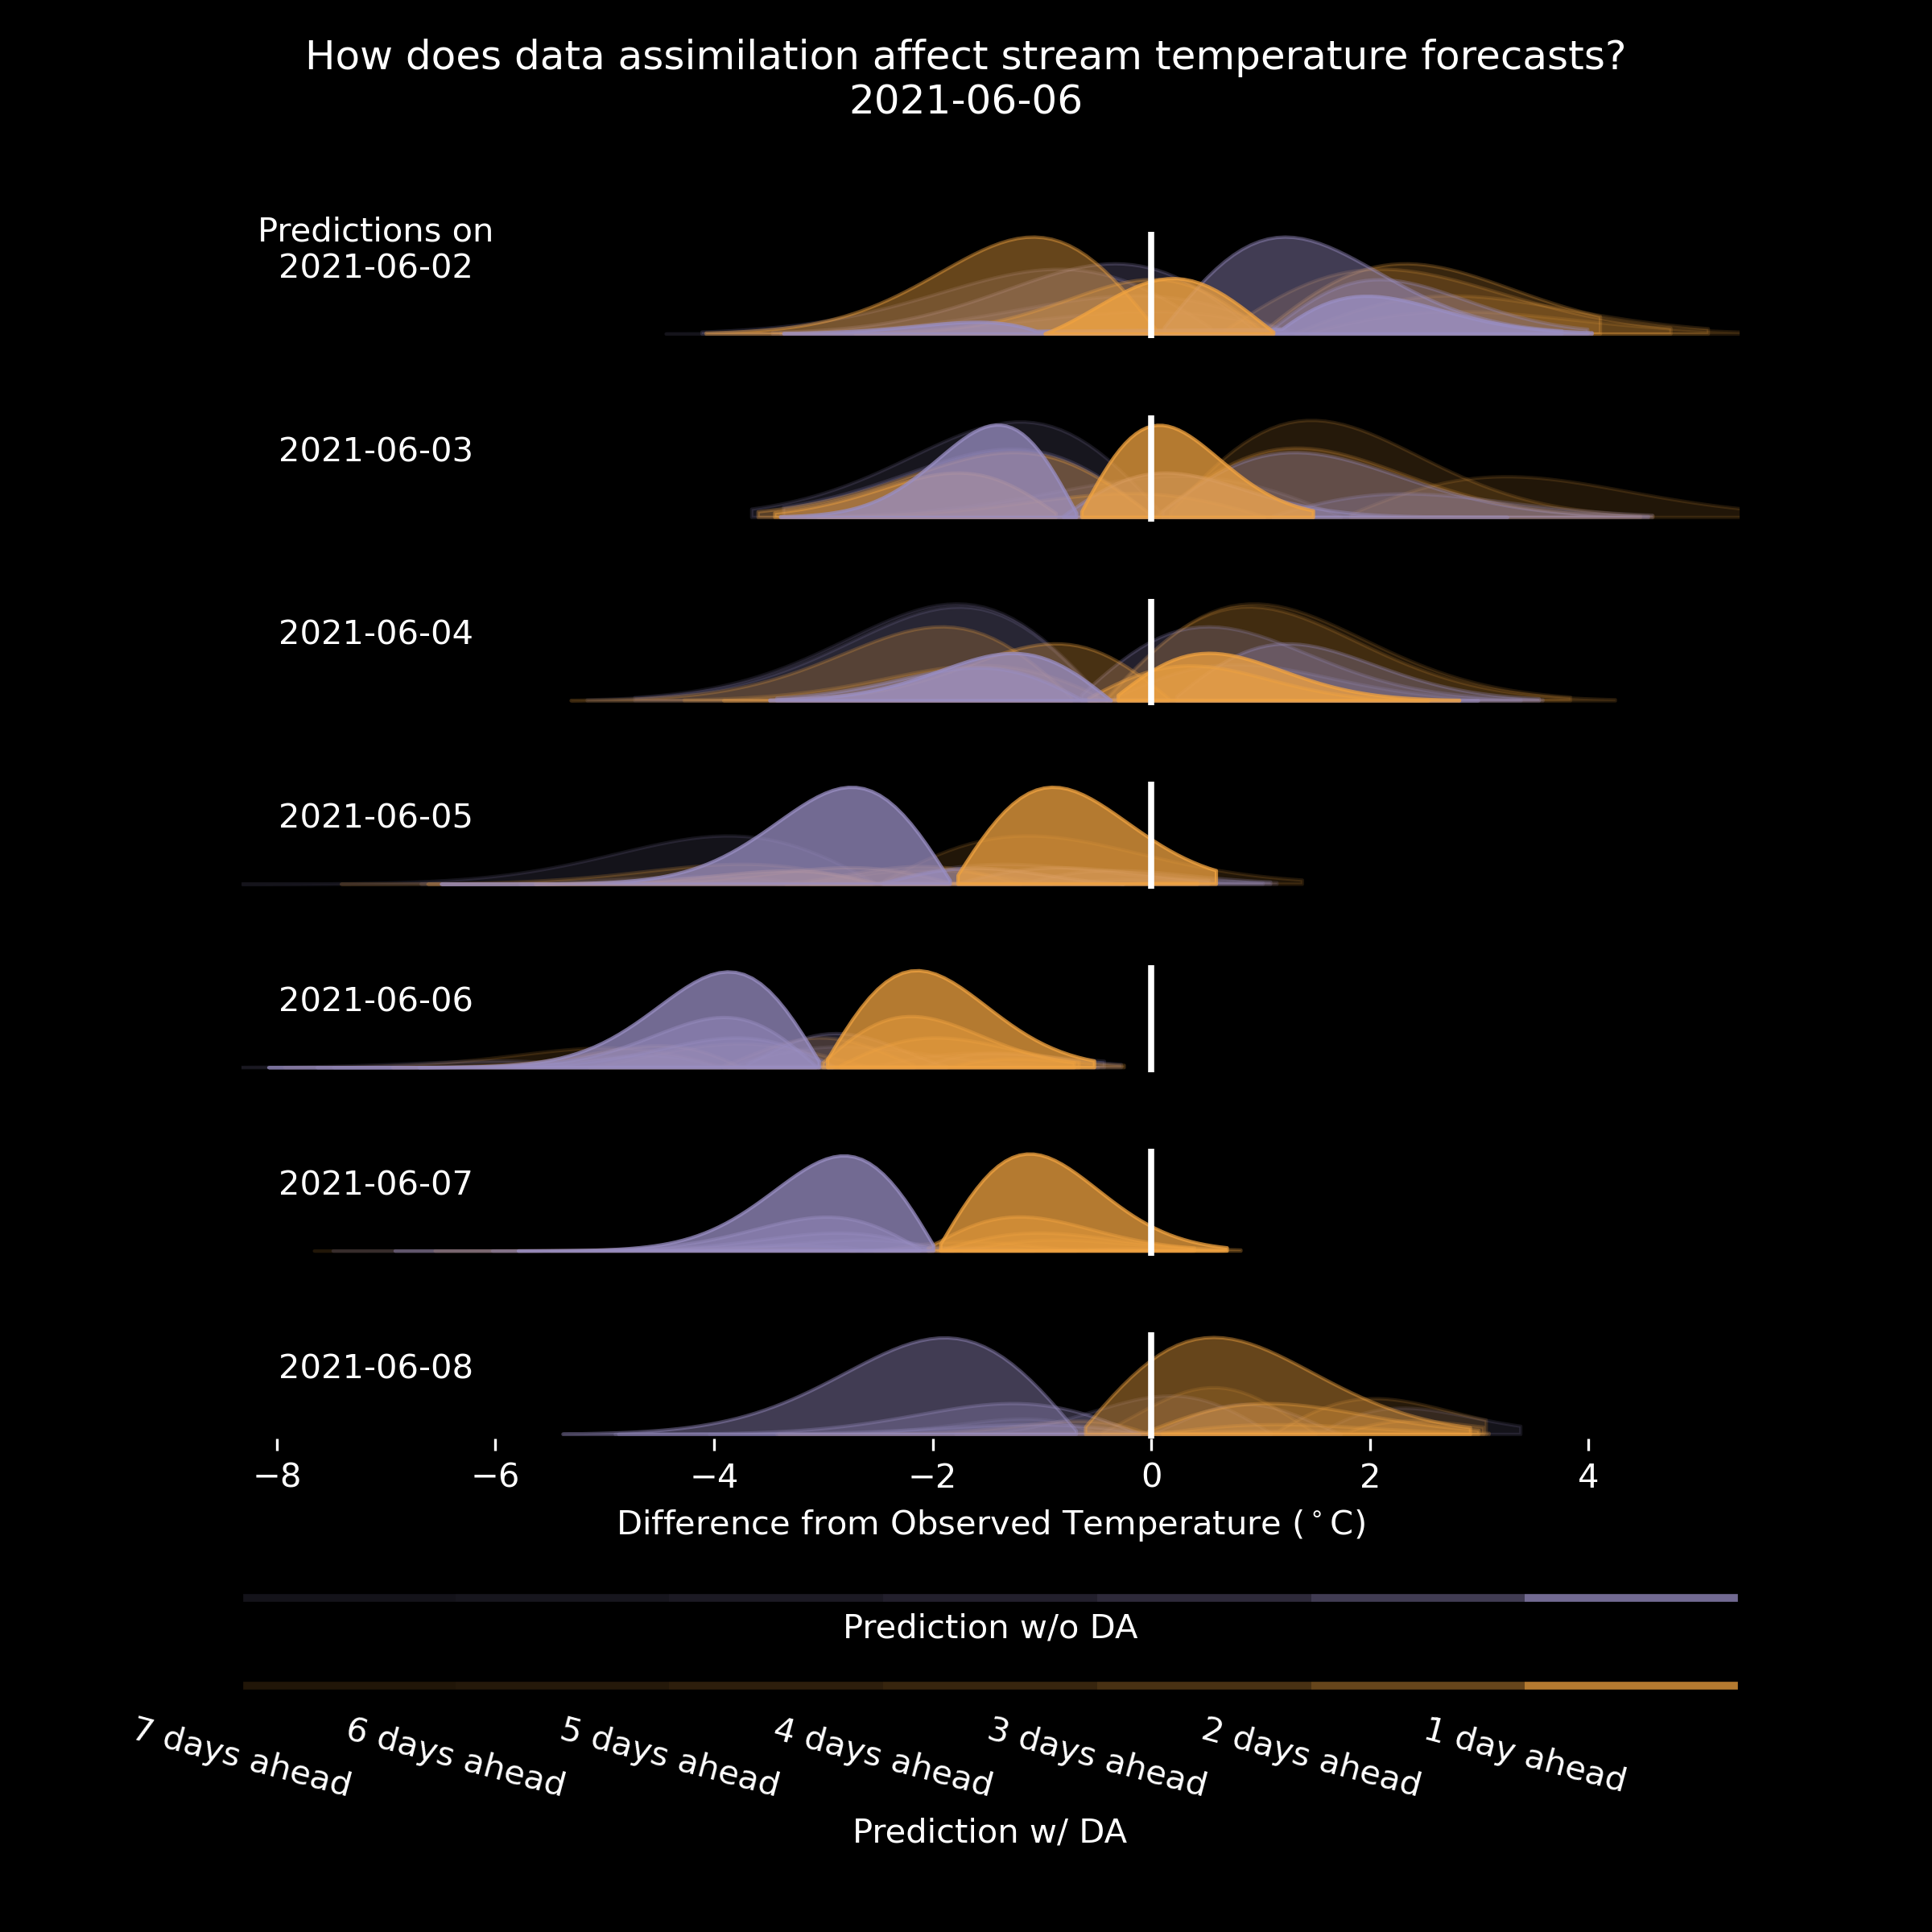 How does data assimilation affect stream temperature forecasts?
2021-06-06
Predictions on
2021-06-02
2021-06-03
2021-06-04
2021-06-05
2021-06-06
2021-06-07
2021-06-08
−8 −6 −4 −2 0 2 4
Difference from Observed Temperature (°C)
Prediction w/o DA
7 days ahead 6 days ahead 5 days ahead 4 days ahead 3 days ahead 2 days ahead 1 day ahead
Prediction w/ DA